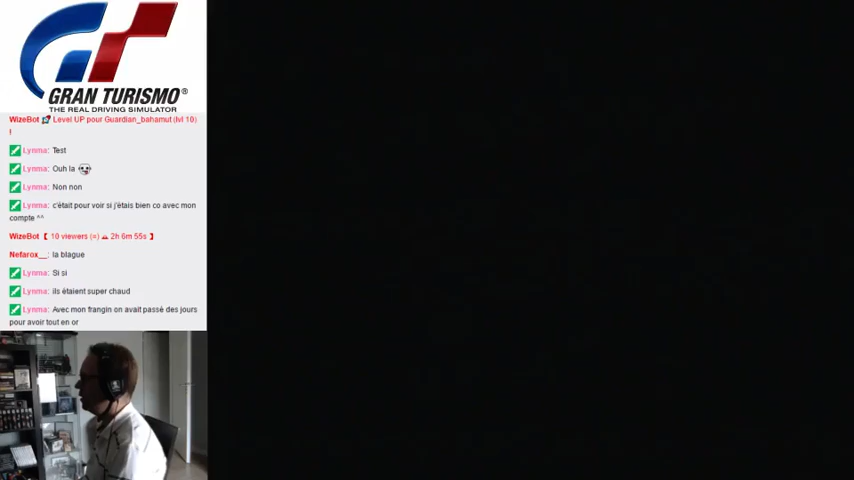 GRAN TURISMO®
THE REAL DRIVING SIMULATOR
WizeBot Level UP pour Guardian_bahamut (lvl 10)
!
Lynma: Test
Lynma: Ouh la
Lynma: Non non
Lynma: c'était pour voir si j'étais bien co avec mon
compte ^^
WizeBot 【 10 viewers (=) 2h 6m 55s 】
Nefarox__: la blague
Lynma: Si si
Lynma: ils étaient super chaud
Lynma: Avec mon frangin on avait passé des jours
pour avoir tout en or